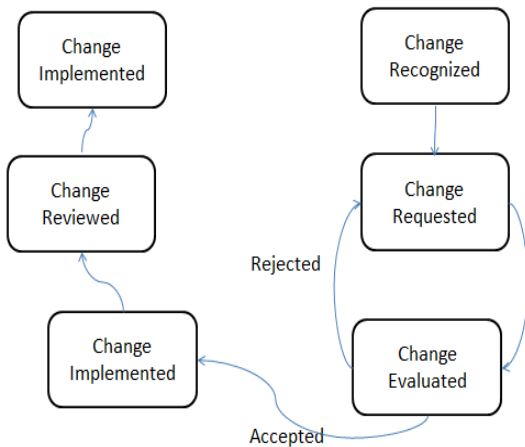 Change
Implemented
Change
Recognized
Change
Reviewed
Change
Requested
Rejected
Change
Implemented
Change
Evaluated
Accepted